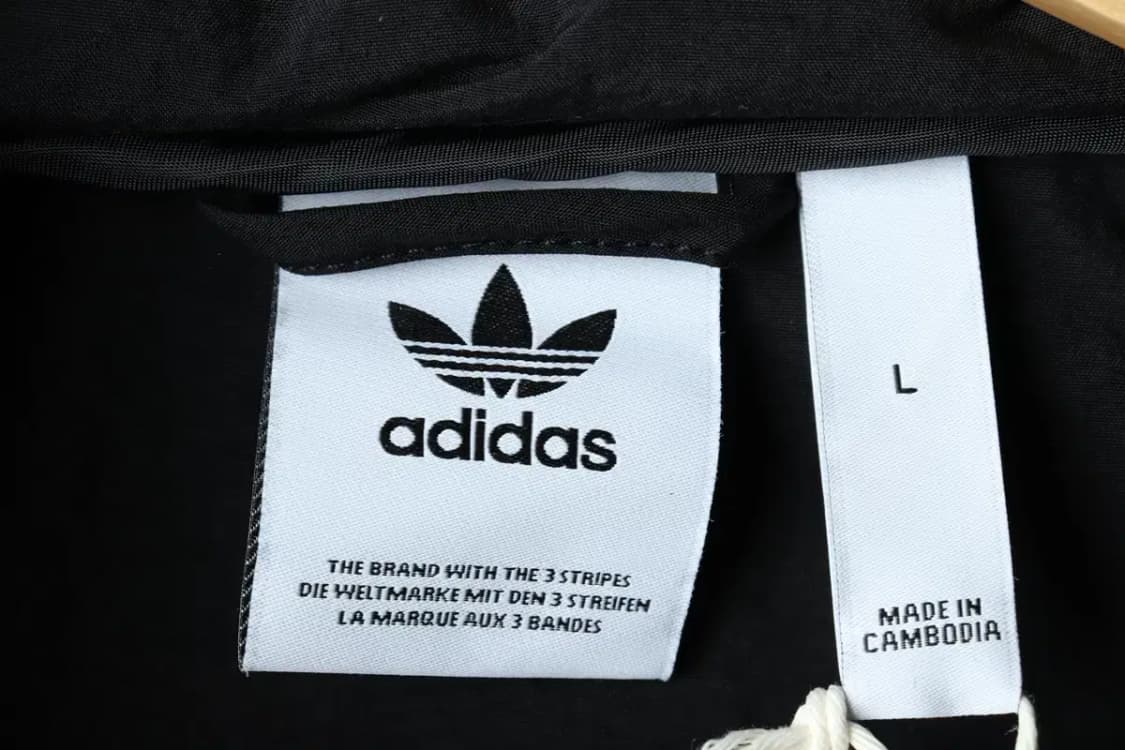 adidas
THE BRAND WITH THE 3 STRIPES
DIE WELTMARKE MIT DEN 3 STREIFEN
LA MARQUE AUX 3 BANDES
L
MADE IN
CAMBODIA